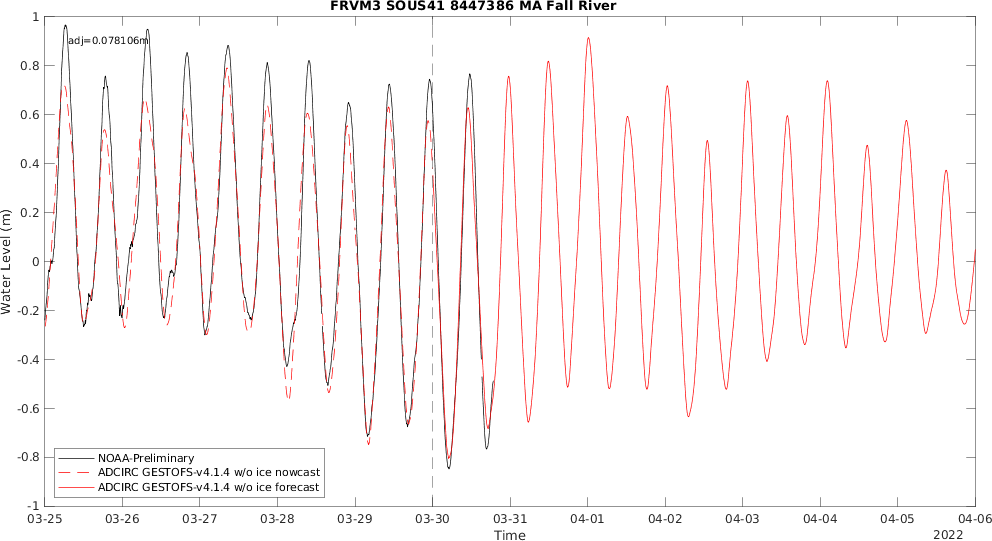 FRVM3 SOUS41 8447386 MA Fall River
adj=0.078106m
Water Level (m)
1
0.8
0.6
0.4
0.2
0
-0.2
-0.4
-0.6
-0.8
-1
NOAA-Preliminary
ADCIRC GESTOFS-v4.1.4 w/o ice nowcast
ADCIRC GESTOFS-v4.1.4 w/o ice forecast
03-25 03-26 03-27 03-28 03-29 03-30 03-31 04-01 04-02 04-03 04-04 04-05 04-06
Time
2022